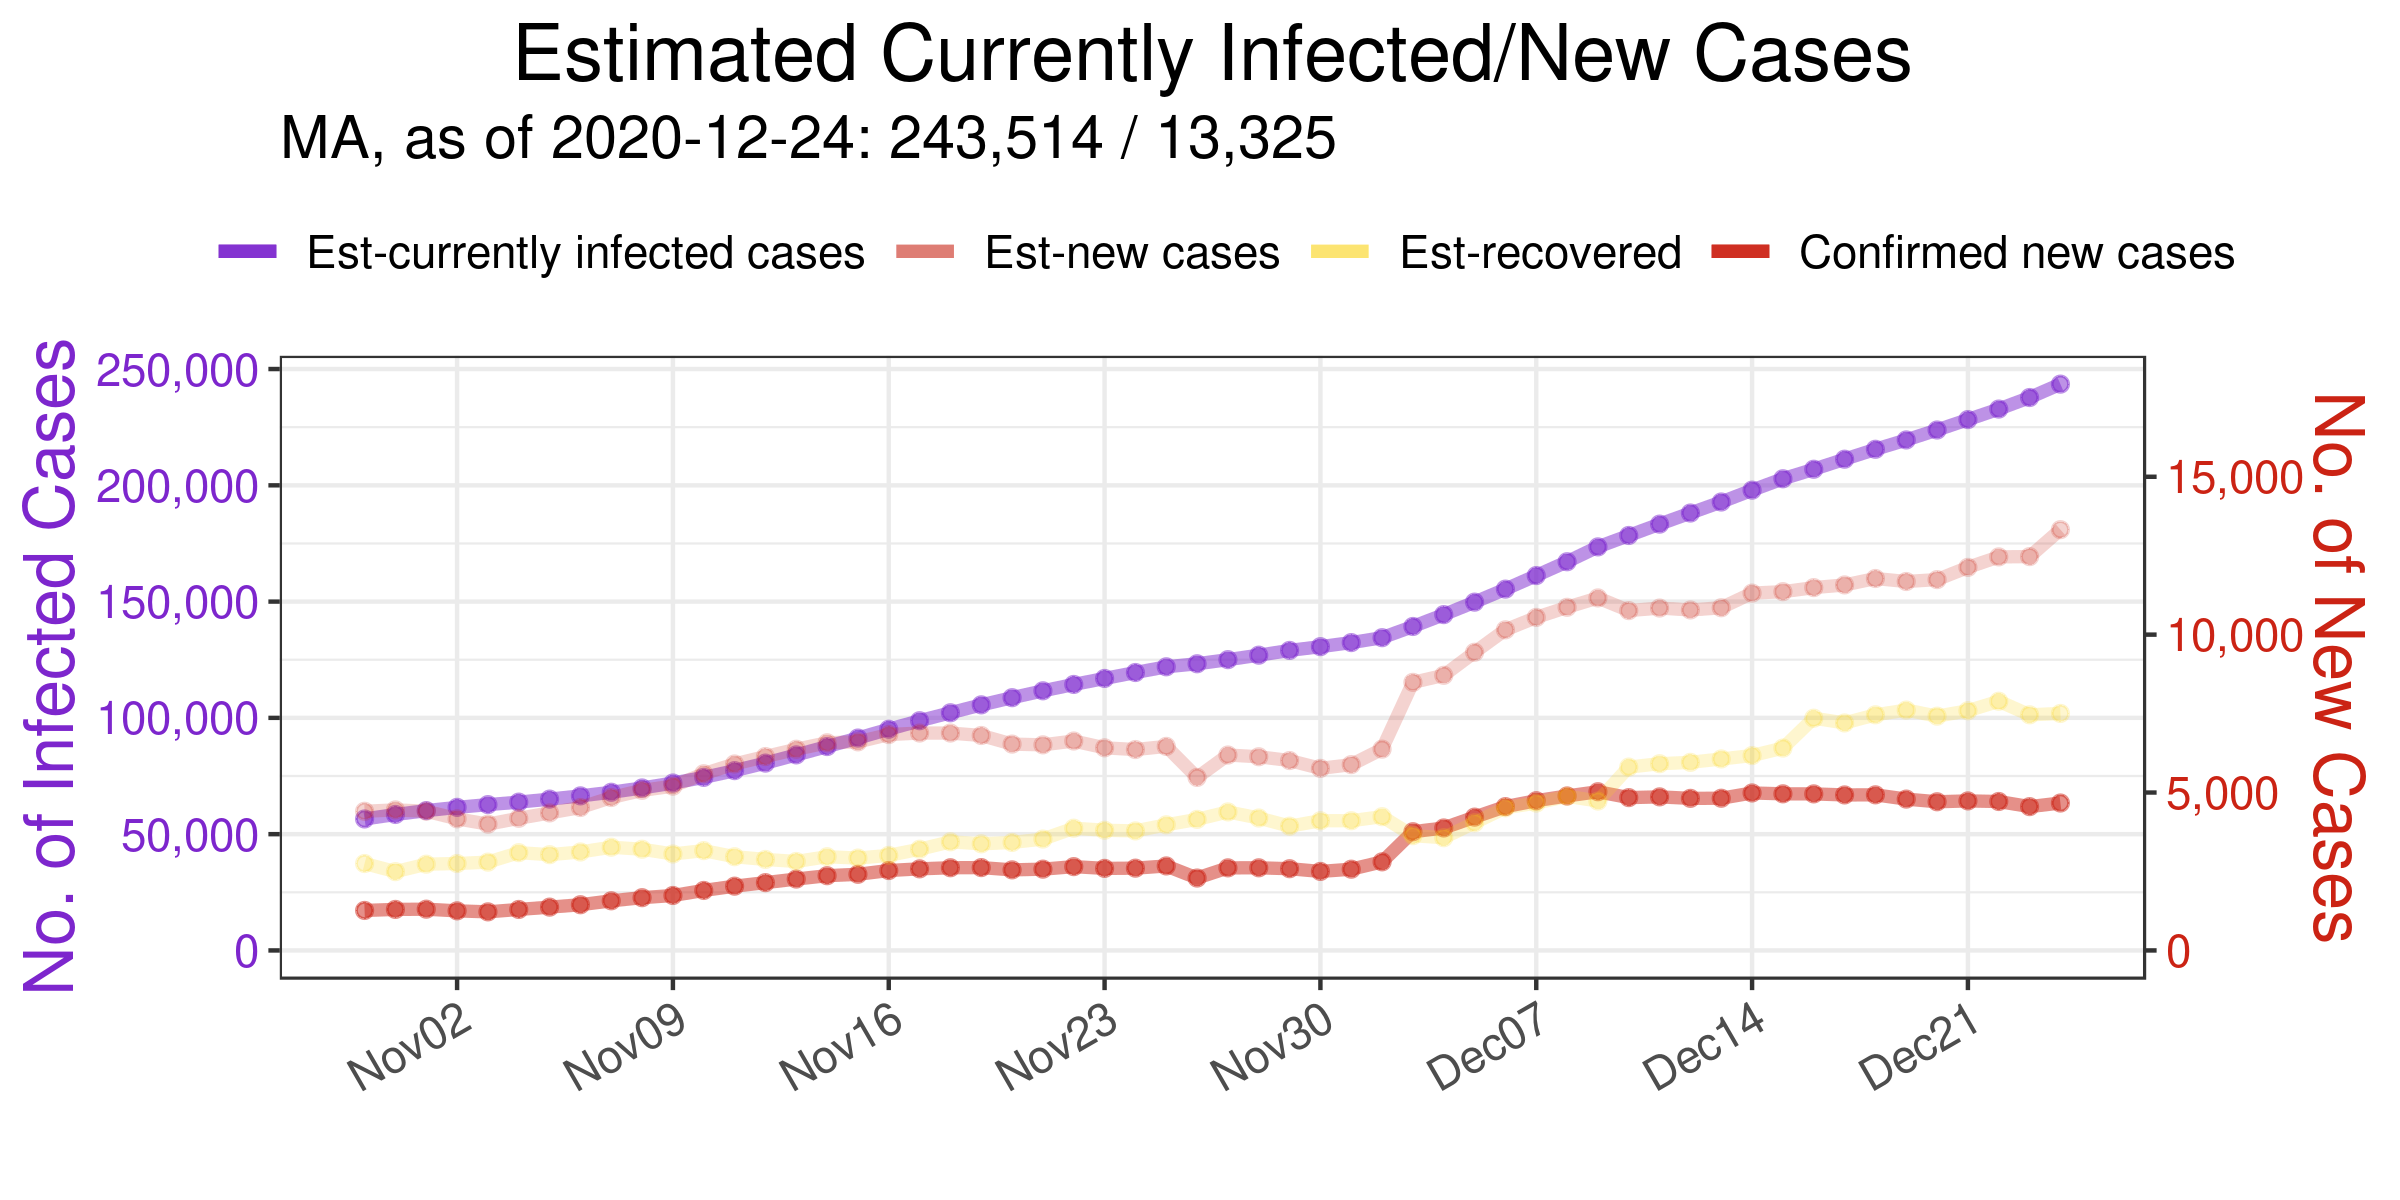 Estimated Currently Infected/New Cases
MA, as of 2020-12-24: 243,514 / 13,325
Est-currently infected cases Est-new cases Est-recovered Confirmed new cases
No. of Infected Cases
250,000
200,000
150,000
100,000
50,000
0
15,000
10,000
5,000
0
No. of New Cases
Nov02 Nov09 Nov16 Nov23 Nov30 Dec07 Dec14 Dec21